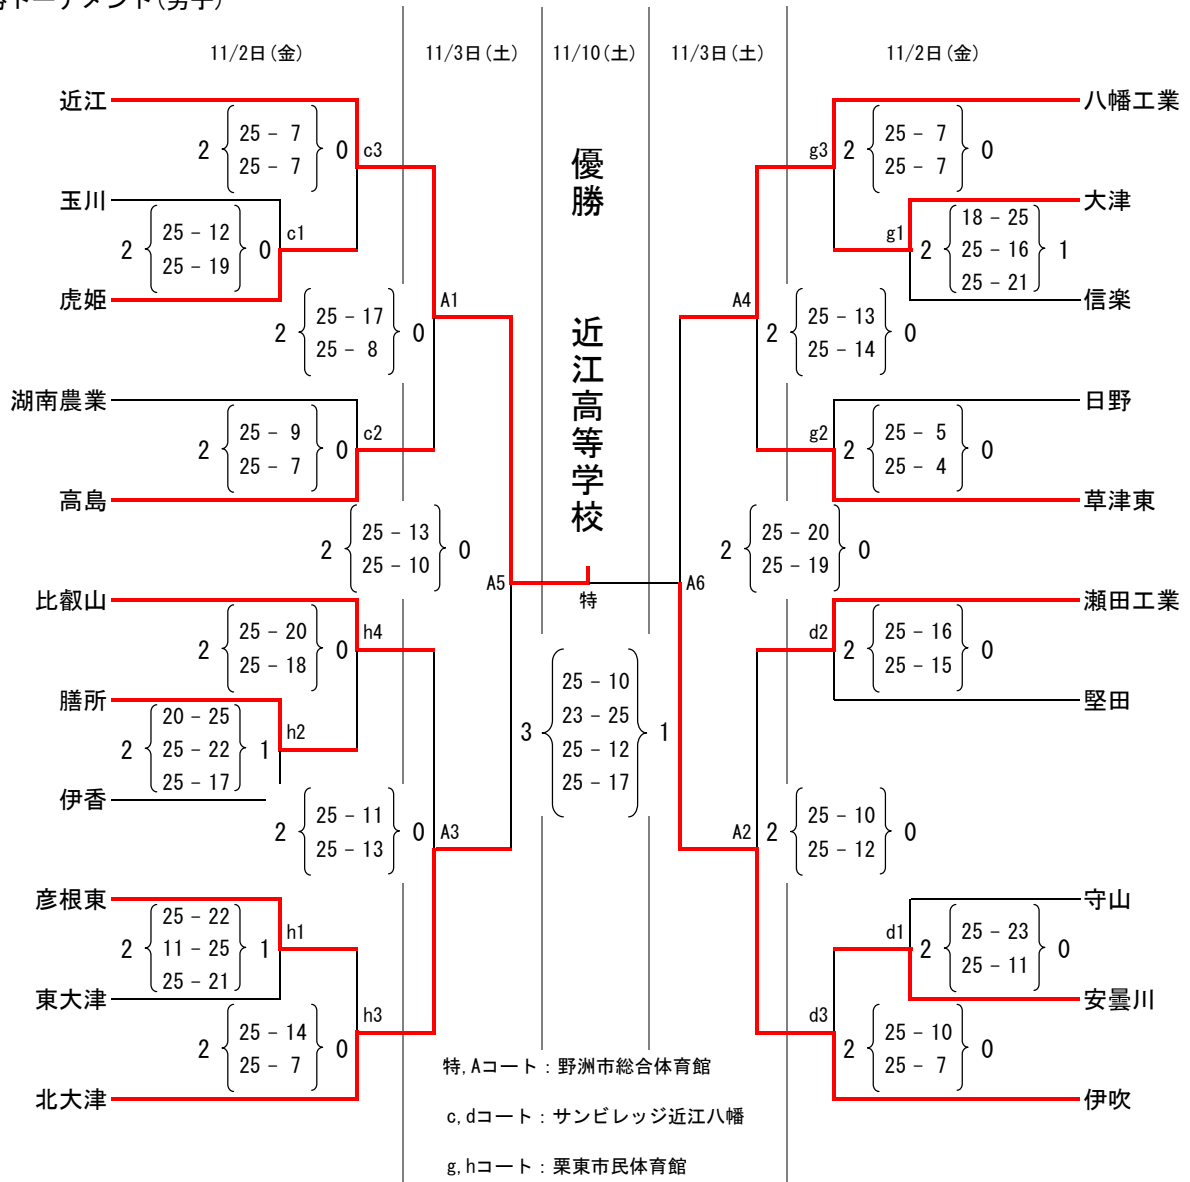 トーナメント(男子)
11/2日(金)
11/3日(土)
11/10(土)
11/3日(土)
11/2日(金)
優勝 近江高等学校
近江
2 25 - 7 0 c3
25 - 7
玉川
2 25 - 12 0 c1
25 - 19
虎姫
A1
2 25 - 17 0
25 - 8
湖南農業
2 25 - 9 0 c2
25 - 7
高島
2 25 - 13 0
25 - 10
A5
比叡山
2 25 - 20 0 h4
25 - 18
膳所
h2
20 - 25
2 25 - 22 1
25 - 17
伊香
2 25 - 11 0 A3
25 - 13
彦根東
h1
25 - 22
2 11 - 25 1
25 - 21
東大津
h3
2 25 - 14 0
25 - 7
北大津
特
25 - 10
3 23 - 25 1
25 - 12
25 - 17
八幡工業
g3 2 25 - 7 0
25 - 7
大津
g1
18 - 25
2 25 - 16 1
25 - 21
信楽
A4
2 25 - 13 0
25 - 14
日野
g2 2 25 - 5 0
25 - 4
草津東
2 25 - 20 0
25 - 19
A6
瀬田工業
d2 2 25 - 16 0
25 - 15
堅田
A2 2 25 - 10 0
25 - 12
守山
d1 2 25 - 23 0
25 - 11
安曇川
d3
2 25 - 10 0
25 - 7
伊吹
特,Aコート：野洲市総合体育館
c,dコート：サンビレッジ近江八幡
g,hコート：栗東市民体育館